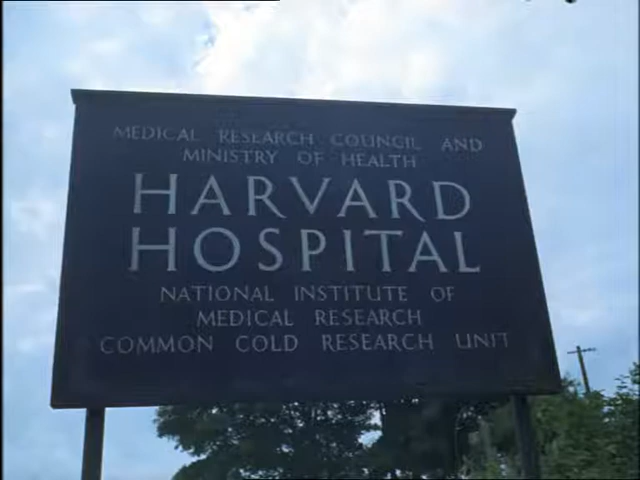 MEDICAL RESEARCH COUNCIL AND
MINISTRY OF HEALTH
HARVARD
HOSPITAL
NATIONAL INSTITUTE OF
MEDICAL RESEARCH
COMMON COLD RESEARCH UNIT